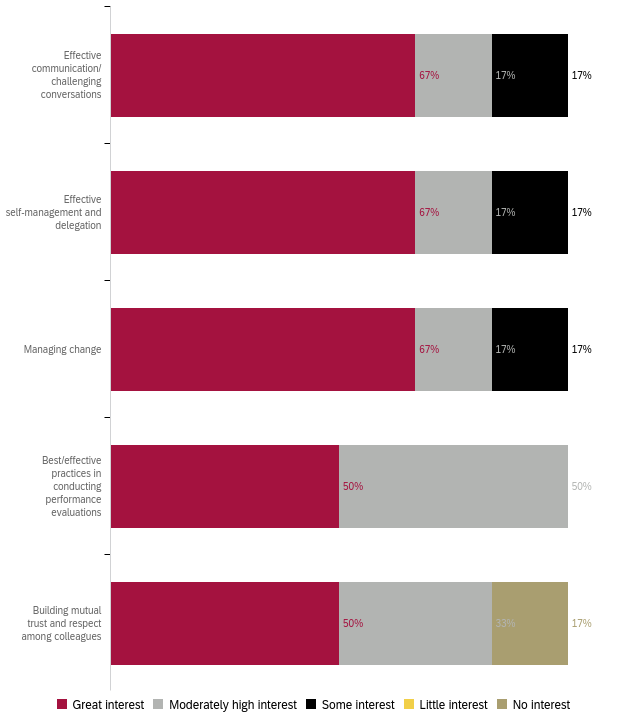 Effective
communication/
challenging
conversations
67% 17% 17%
Effective
self-management and
delegation
67% 17% 17%
Managing change
67% 17% 17%
Best/effective
practices in
conducting
performance
evaluations
50% 50%
Building mutual
trust and respect
among colleagues
50% 33% 17%
Great interest Moderately high interest Some interest Little interest No interest